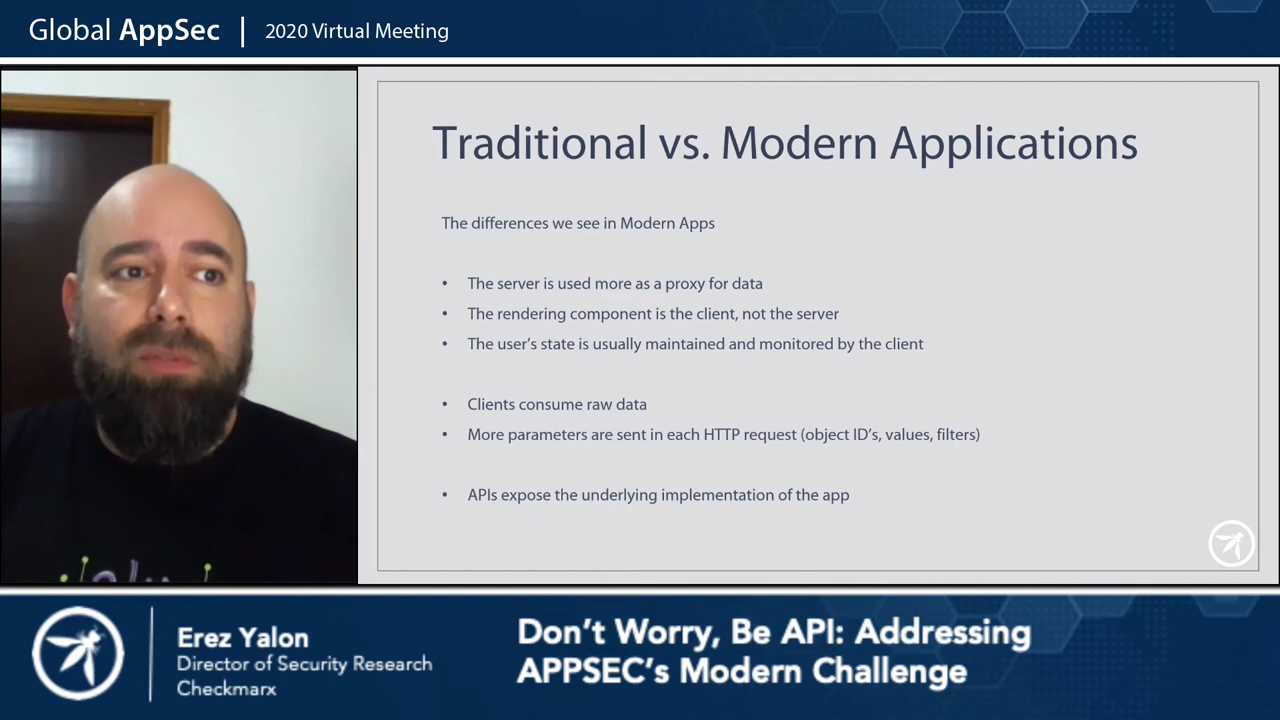 Global AppSec | 2020 Virtual Meeting
Traditional vs. Modern Applications
The differences we see in Modern Apps
• The server is used more as a proxy for data
• The rendering component is the client, not the server
• The user's state is usually maintained and monitored by the client
• Clients consume raw data
• More parameters are sent in each HTTP request (object ID's, values, filters)
• APIs expose the underlying implementation of the app
Erez Yalon
Director of Security Research
Checkmarx
Don't Worry, Be API: Addressing
APPSEC's Modern Challenge